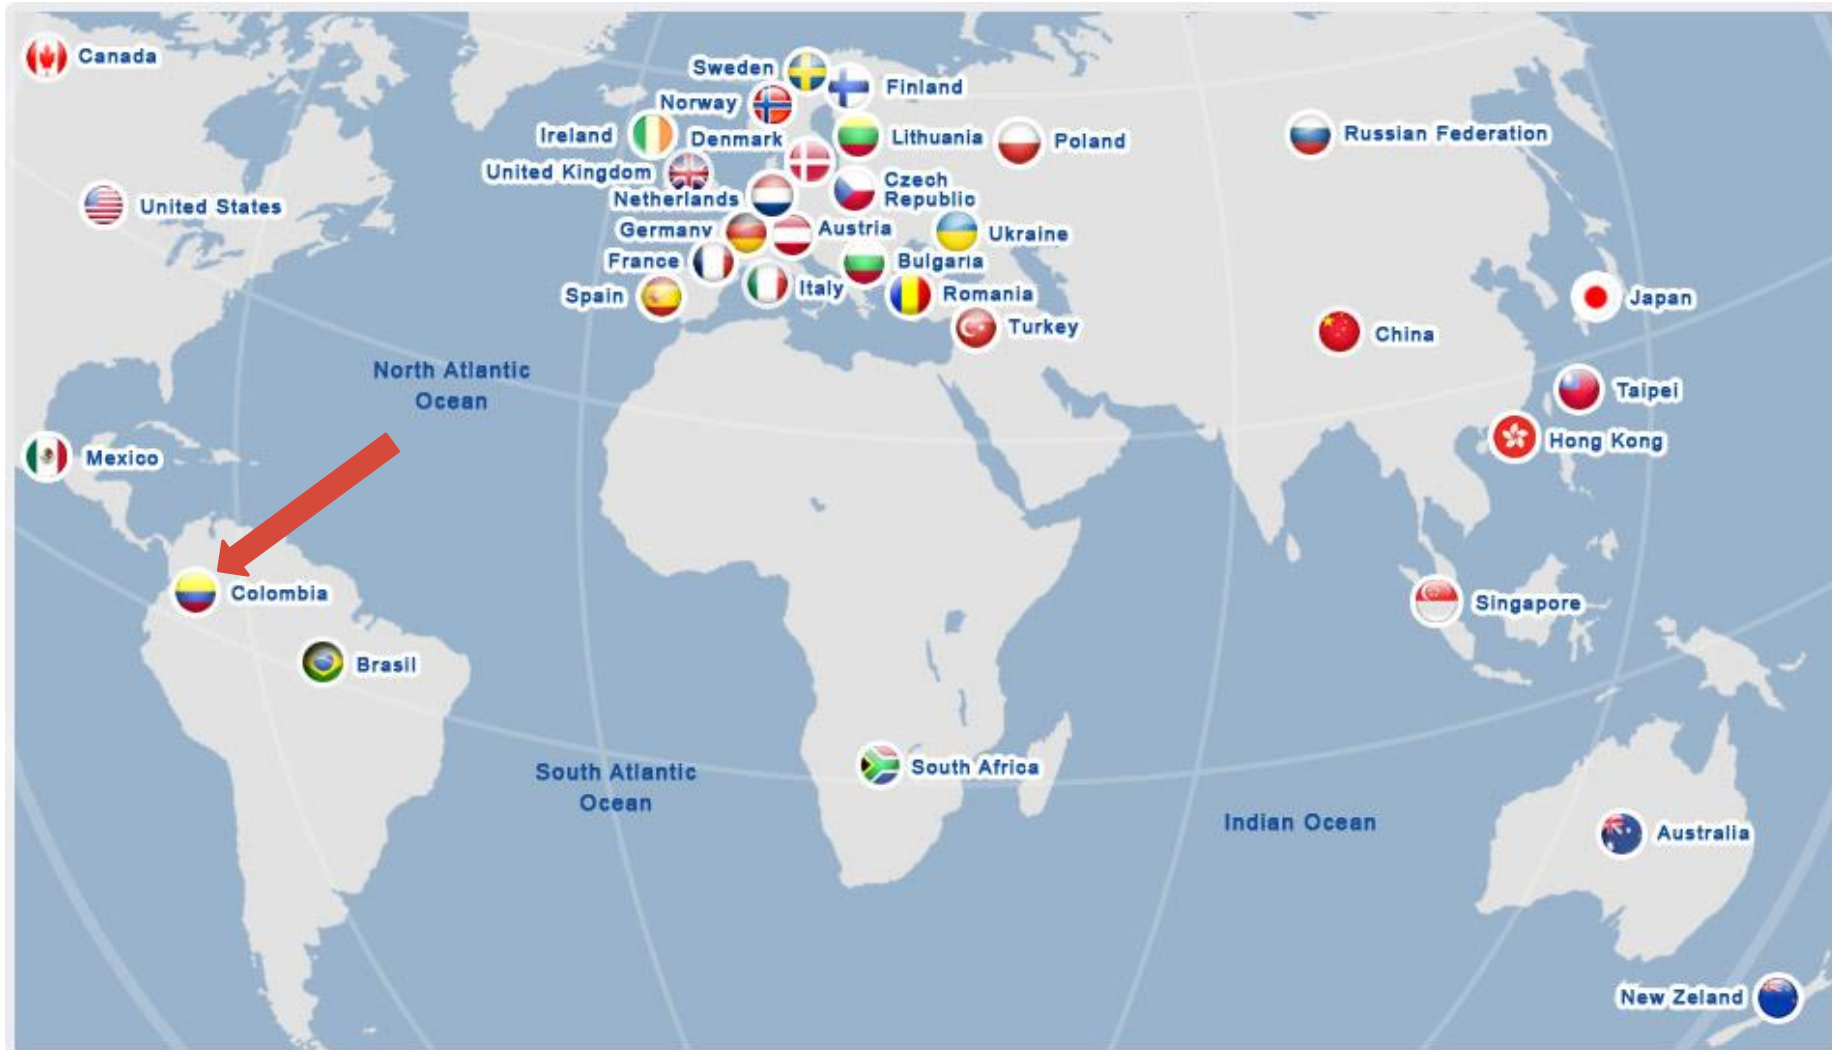 Canada
Sweden
Finland
Norway
Ireland
Denmark
Lithuania
Poland
Russian Federation
United Kingdom
Czech
Republic
Netherlands
United States
Germany
Austria
Ukraine
France
Italy
Bulgaria
Spain
Romania
Japan
Turkey
China
North Atlantic
Ocean
Taipei
Hong Kong
Mexico
Colombia
Singapore
Brasil
South Atlantic
Ocean
South Africa
Indian Ocean
Australia
New Zeland